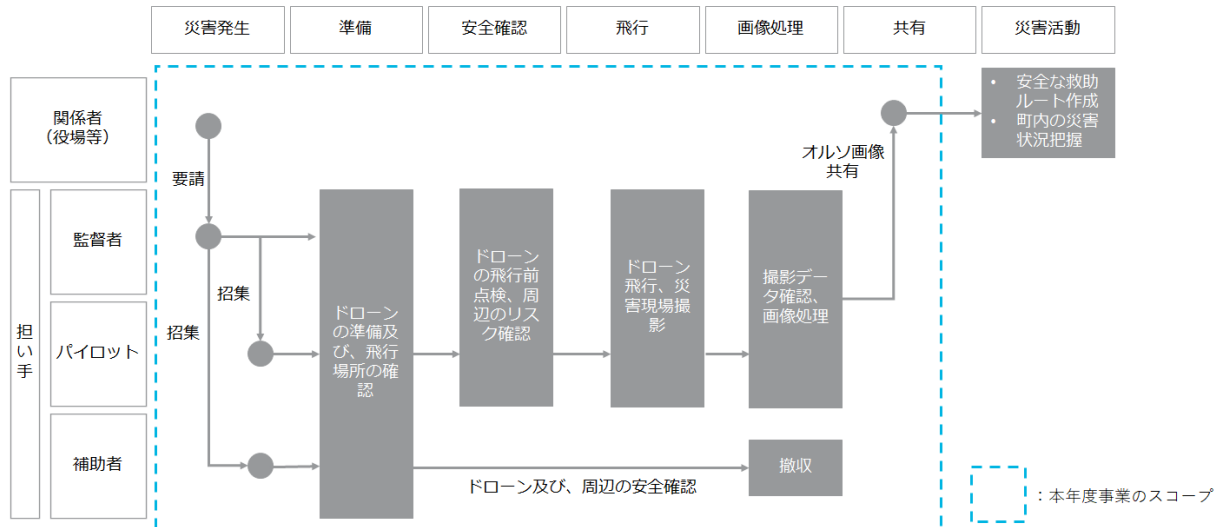 災害発生
準備
安全確認
飛行
画像処理
共有
災害活動
関係者
（役場等）
• 安全な救助
ルート作成
• 町内の災害
状況把握
オルソ画像
共有
要請
担い手
監督者
招集
招集
ドローン
の準備及
び、飛行
場所の確
認
ドローン
の飛行前
点検、周
辺のリス
ク確認
ドローン
飛行、災
害現場撮
影
撮影デー
タ確認、
画像処理
パイロット
補助者
撤収
ドローン及び、周辺の安全確認
：本年度事業のスコープ